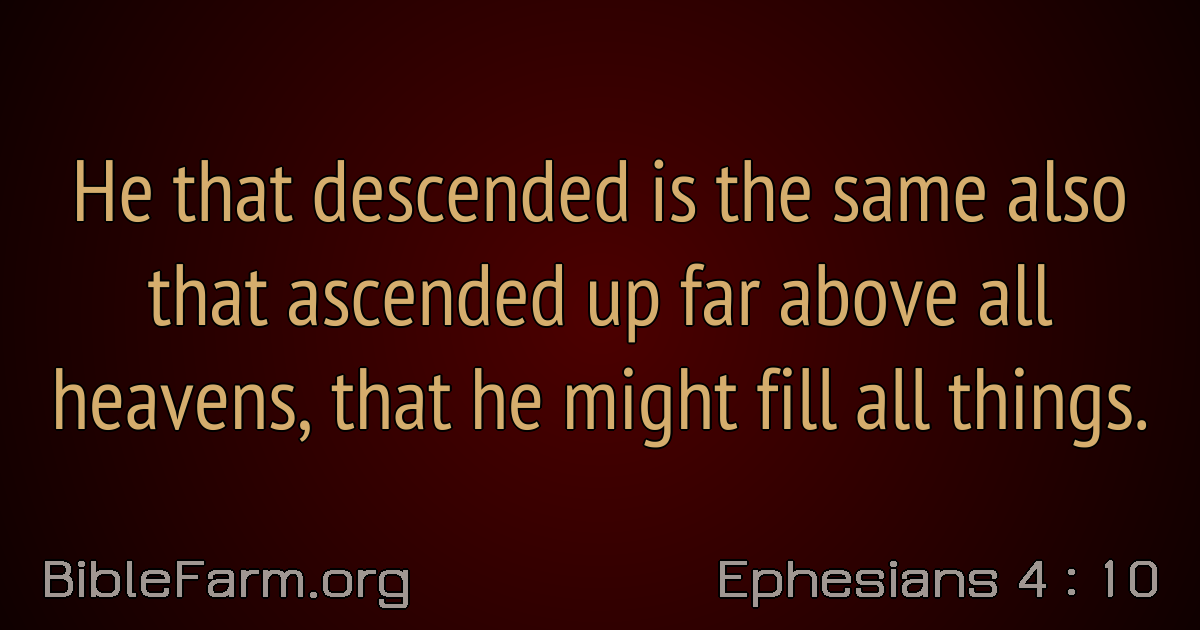 He that descended is the same also
that ascended up far above all
heavens, that he might fill all things.
BibleFarm.org
Ephesians 4 : 10